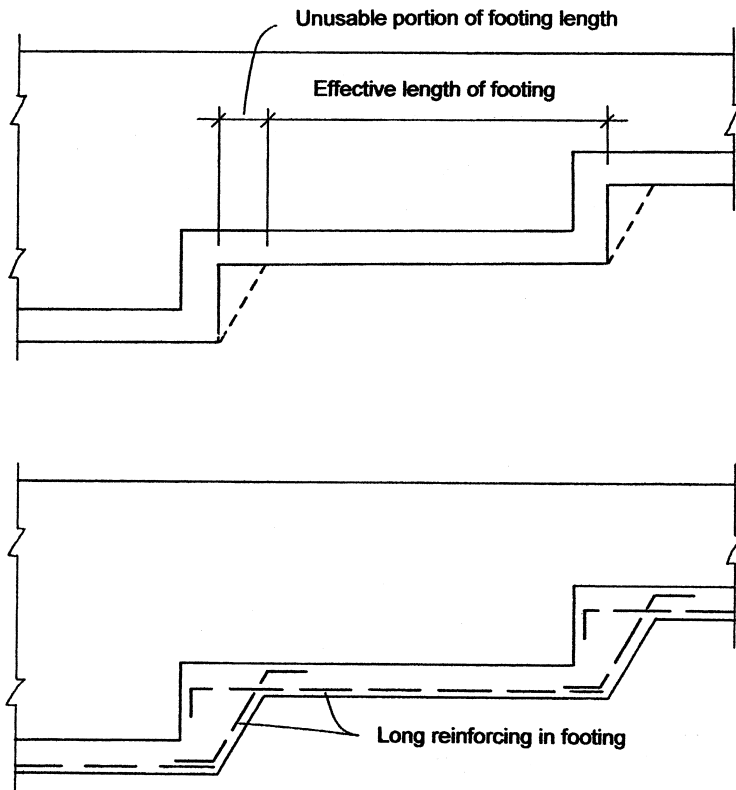 Unusable portion of footing length
Effective length of footing
Long reinforcing in footing